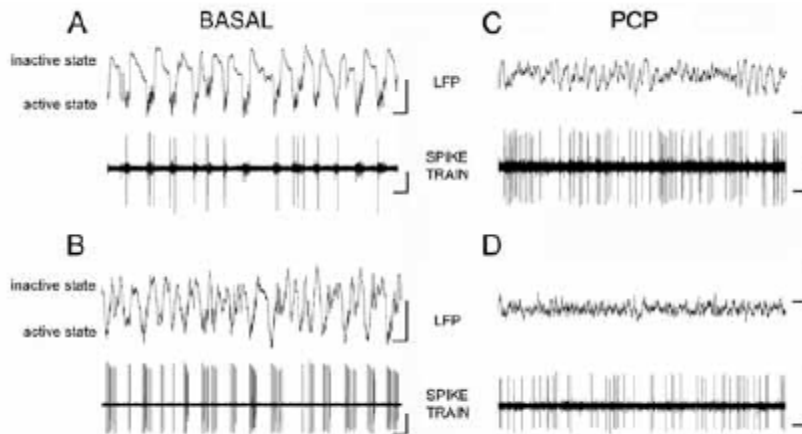 A BASAL
C PCP
inactive state
active state
LFP
SPIKE
TRAIN
B
D
inactive state
active state
LFP
SPIKE
TRAIN